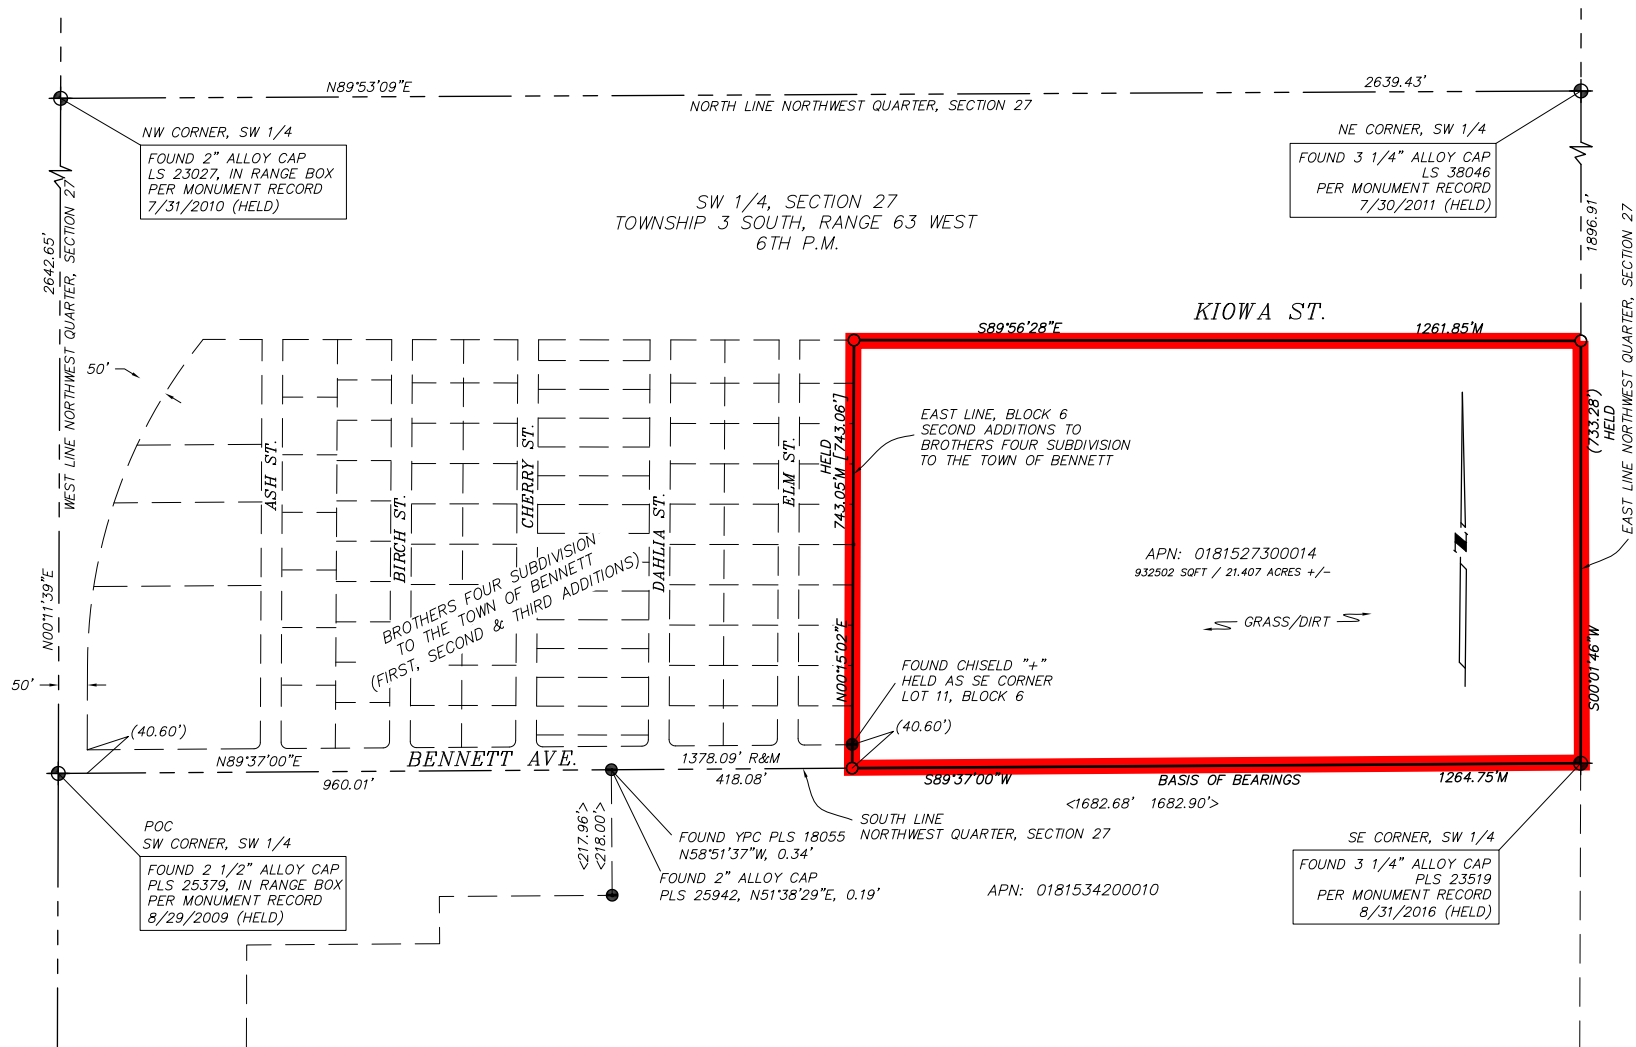 N89°53'09"E
2639.43'
NORTH LINE NORTHWEST QUARTER, SECTION 27
NW CORNER, SW 1/4
FOUND 2" ALLOY CAP
LS 23027, IN RANGE BOX
PER MONUMENT RECORD
7/31/2010 (HELD)
NE CORNER, SW 1/4
FOUND 3 1/4" ALLOY CAP
LS 38046
PER MONUMENT RECORD
7/30/2011 (HELD)
SW 1/4, SECTION 27
TOWNSHIP 3 SOUTH, RANGE 63 WEST
6TH P.M.
2642.65'
WEST LINE NORTHWEST QUARTER, SECTION 27
1896.91'
EAST LINE NORTHWEST QUARTER, SECTION 27
KIOWA ST.
S89°56'28"E
1261.85'M
50'
ASH ST.
BIRCH ST.
CHERRY ST.
DAHLIA ST.
ELM ST.
HELD
743.05'M [743.06']
EAST LINE, BLOCK 6
SECOND ADDITIONS TO
BROTHERS FOUR SUBDIVISION
TO THE TOWN OF BENNETT
(733.28')
HELD
BROTHERS FOUR SUBDIVISION
TO THE TOWN OF BENNETT
(FIRST, SECOND & THIRD ADDITIONS)
APN: 0181527300014
932502 SQFT / 21.407 ACRES +/-
N
GRASS/DIRT
N00°11'39"E
N00°15'02"E
S00°01'46"W
FOUND CHISELD "+"
HELD AS SE CORNER
LOT 11, BLOCK 6
50'
(40.60')
(40.60')
N89°37'00"E
BENNETT AVE.
1378.09' R&M
960.01'
418.08'
S89°37'00"W
BASIS OF BEARINGS
1264.75'M
<1682.68' 1682.90'>
SOUTH LINE
NORTHWEST QUARTER, SECTION 27
POC
SW CORNER, SW 1/4
FOUND 2 1/2" ALLOY CAP
PLS 25379, IN RANGE BOX
PER MONUMENT RECORD
8/29/2009 (HELD)
<217.96'>
<218.00'>
FOUND YPC PLS 18055
N58°51'37"W, 0.34'
FOUND 2" ALLOY CAP
PLS 25942, N51°38'29"E, 0.19'
APN: 0181534200010
SE CORNER, SW 1/4
FOUND 3 1/4" ALLOY CAP
PLS 23519
PER MONUMENT RECORD
8/31/2016 (HELD)